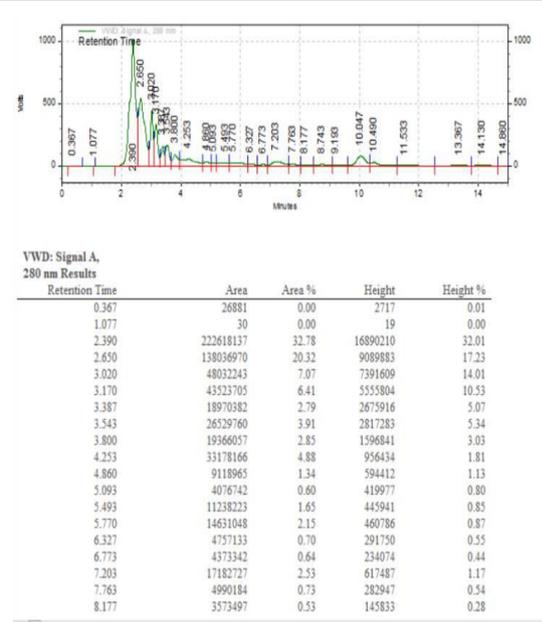 VWD: Signal A, 280 nm
Retention Time
1000
500
0
1000
500
0
Volts
0.367
1.077
2.390
2.650
3.020
3.170
3.800
4.253
4.860
5.093
5.493
5.770
6.327
6.773
7.203
7.763
8.177
8.743
9.193
10.047
10.490
11.533
13.367
14.130
14.860
0 2 4 6 8 10 12 14
Minutes
VWD: Signal A,
280 nm Results
Retention Time Area Area % Height Height %
0.367 26881 0.00 2717 0.01
1.077 30 0.00 19 0.00
2.390 222618137 32.78 16890210 32.01
2.650 138036970 20.32 9089883 17.23
3.020 48032243 7.07 7391609 14.01
3.170 43523705 6.41 5555804 10.53
3.387 18970382 2.79 2675916 5.07
3.543 26529760 3.91 2817283 5.34
3.800 19366057 2.85 1596841 3.03
4.253 33178166 4.88 956434 1.81
4.860 9118965 1.34 594412 1.13
5.093 4076742 0.60 419977 0.80
5.493 11238223 1.65 445941 0.85
5.770 14631048 2.15 460786 0.87
6.327 4757133 0.70 291750 0.55
6.773 4373342 0.64 234074 0.44
7.203 17182727 2.53 617487 1.17
7.763 4990184 0.73 282947 0.54
8.177 3573497 0.53 145833 0.28